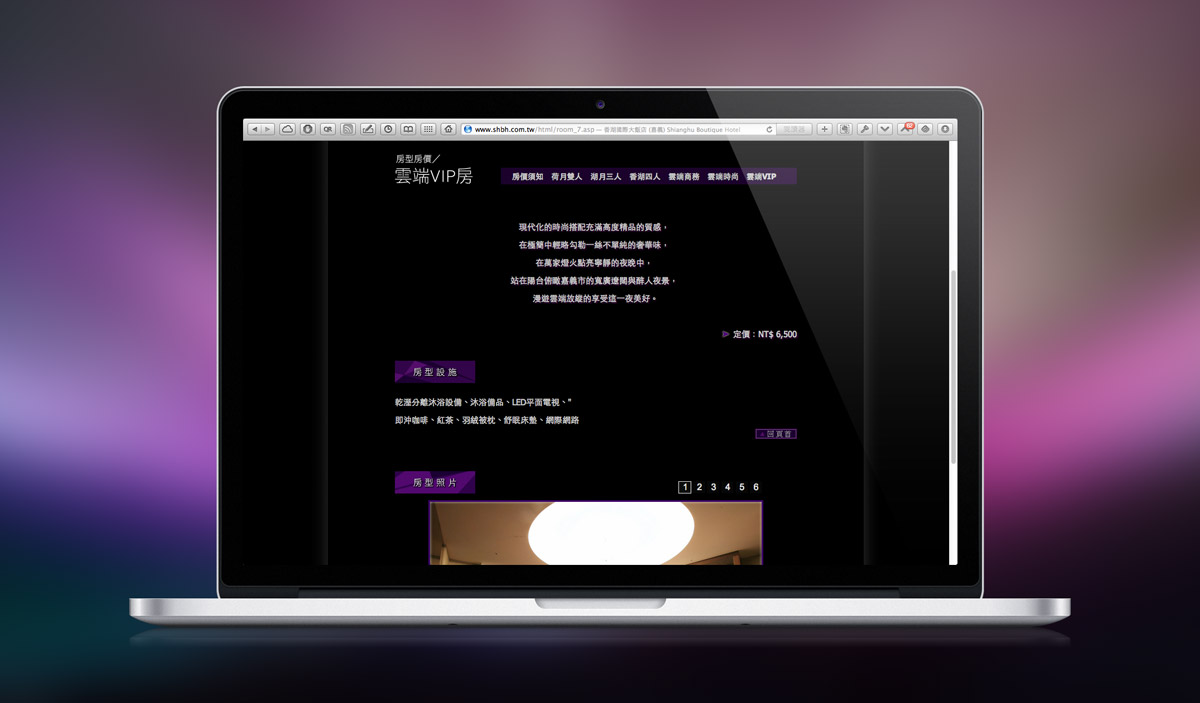 www.shbh.com.tw/html/room_7.asp — 香湖國際大飯店 (嘉義) Shianghu Boutique Hotel
房型房價／
雲端VIP房
房價須知 荷月雙人 湖月三人 香湖四人 雲端商務 雲端時尚 雲端VIP
現代化的時尚搭配充滿高度精品的質感，
在極簡中輕略勾勒一絲不單純的奢華味，
在萬家燈火點亮寧靜的夜晚中，
站在陽台俯瞰嘉義市的寬廣遼闊與醉人夜景，
漫遊雲端放縱的享受這一夜美好。
定價：NT$ 6,500
房型設施
乾溼分離沐浴設備、沐浴備品、LED平面電視、"
即沖咖啡、紅茶、羽絨被枕、舒眠床墊、網際網路
回頁首
房型照片
1 2 3 4 5 6